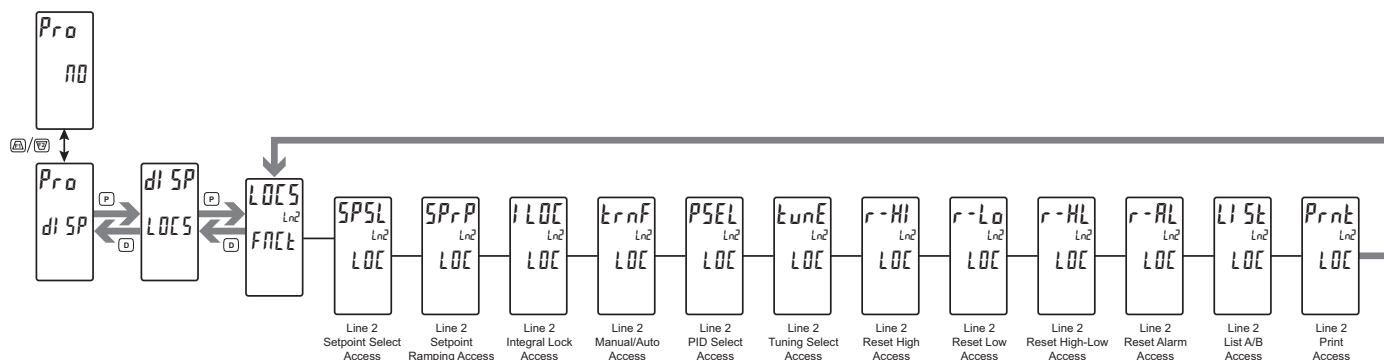 Pro
NO
Pro
dISP
P
D
dISP
LOCS
P
D
LOCS
Ln2
FNCt
SPSL
Ln2
LOC
Line 2
Setpoint Select
Access
SPrP
Ln2
LOC
Line 2
Setpoint
Ramping Access
ILOC
Ln2
LOC
Line 2
Integral Lock
Access
trnF
Ln2
LOC
Line 2
Manual/Auto
Access
PSEL
Ln2
LOC
Line 2
PID Select
Access
tunE
Ln2
LOC
Line 2
Tuning Select
Access
r-HI
Ln2
LOC
Line 2
Reset High
Access
r-Lo
Ln2
LOC
Line 2
Reset Low
Access
r-HL
Ln2
LOC
Line 2
Reset High-Low
Access
r-AL
Ln2
LOC
Line 2
Reset Alarm
Access
LISt
Ln2
LOC
Line 2
List A/B
Access
Prnt
Ln2
LOC
Line 2
Print
Access